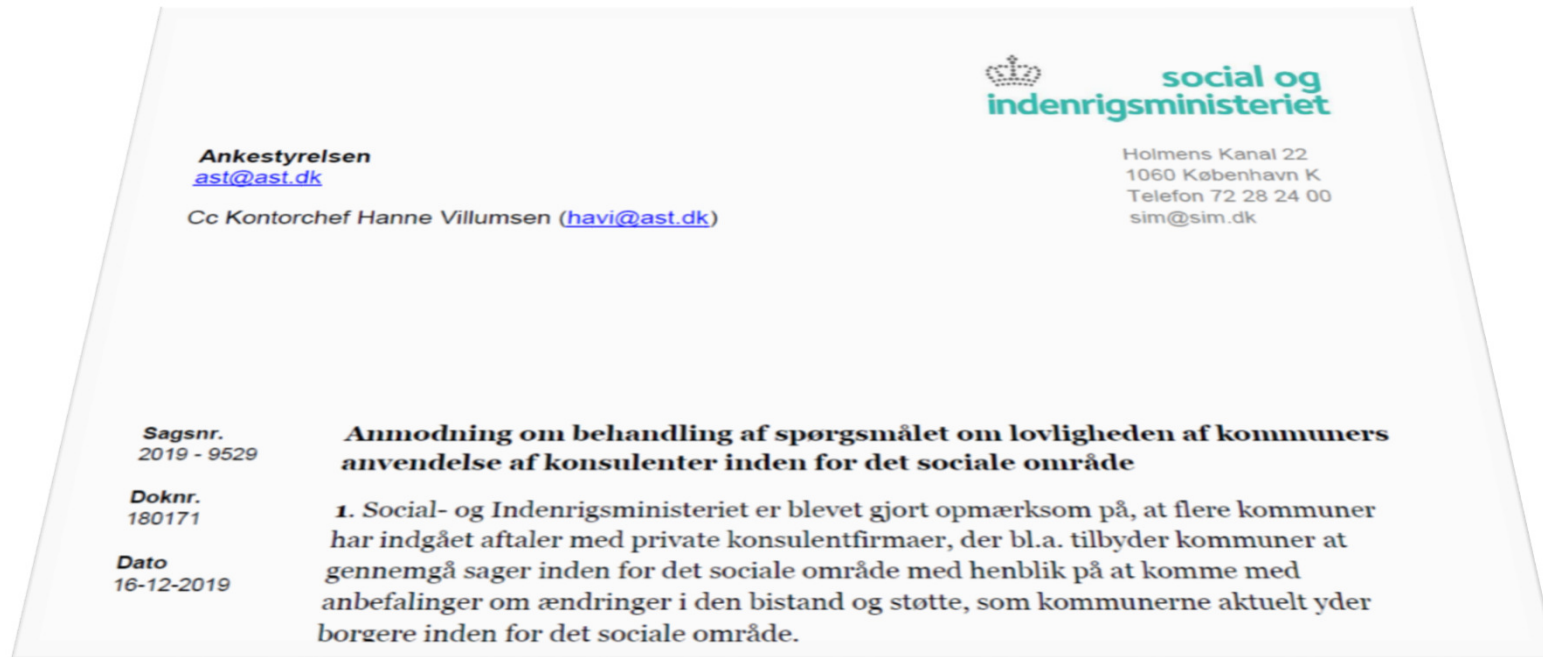 social og
indenrigsministeriet
Ankestyrelsen
ast@ast.dk
Cc Kontorchef Hanne Villumsen (havi@ast.dk)
Holmens Kanal 22
1060 København K
Telefon 72 28 24 00
sim@sim.dk
Sagsnr.
2019 - 9529
Doknr.
180171
Dato
16-12-2019
Anmodning om behandling af spørgsmålet om lovligheden af kommuners
anvendelse af konsulenter inden for det sociale område
1. Social- og Indenrigsministeriet er blevet gjort opmærksom på, at flere kommuner
har indgået aftaler med private konsulentfirmaer, der bl.a. tilbyder kommuner at
gennemgå sager inden for det sociale område med henblik på at komme med
anbefalinger om ændringer i den bistand og støtte, som kommunerne aktuelt yder
borgere inden for det sociale område.